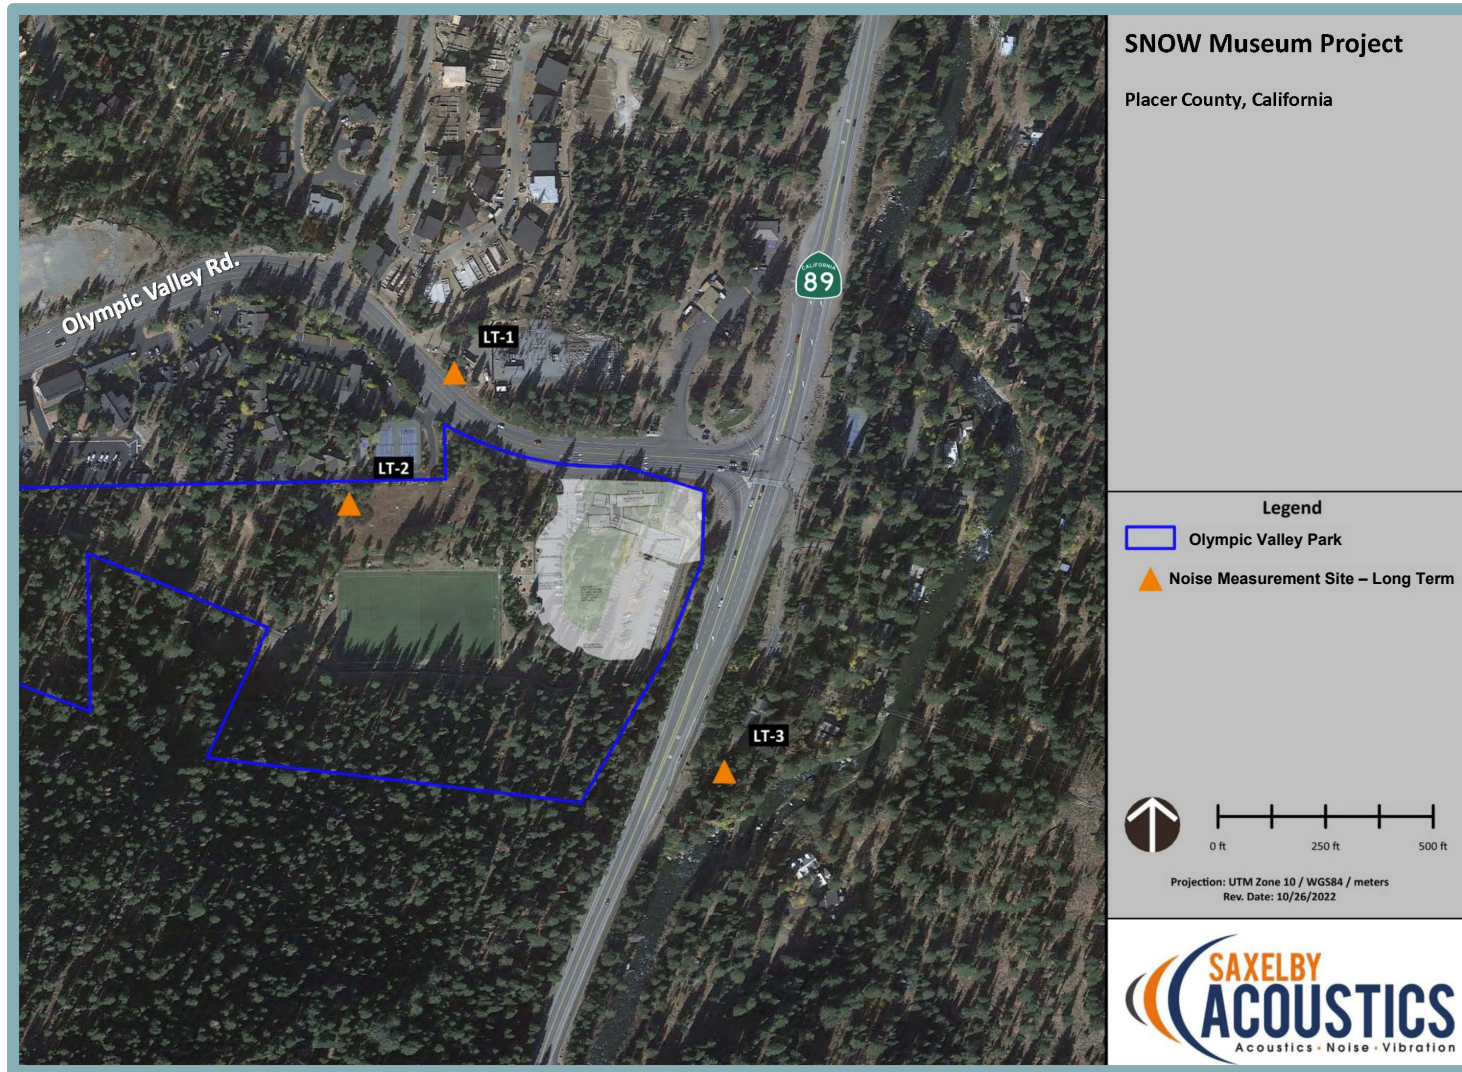 SNOW Museum Project
Placer County, California
Olympic Valley Rd.
CALIFORNIA
89
LT-1
LT-2
LT-3
Legend
Olympic Valley Park
Noise Measurement Site – Long Term
0 ft
250 ft
500 ft
Projection: UTM Zone 10 / WGS84 / meters
Rev. Date: 10/26/2022
SAXELBY
ACOUSTICS
Acoustics • Noise • Vibration